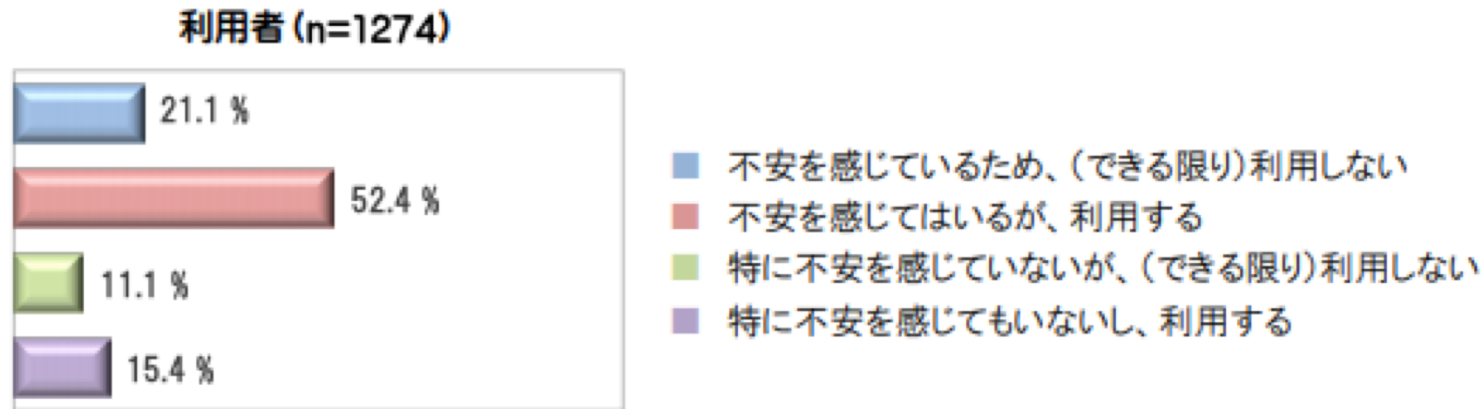 利用者(n=1274)
21.1 %
52.4 %
11.1 %
15.4 %
不安を感じているため、(できる限り)利用しない
不安を感じてはいるが、利用する
特に不安を感じていないが、(できる限り)利用しない
特に不安を感じてもいないし、利用する